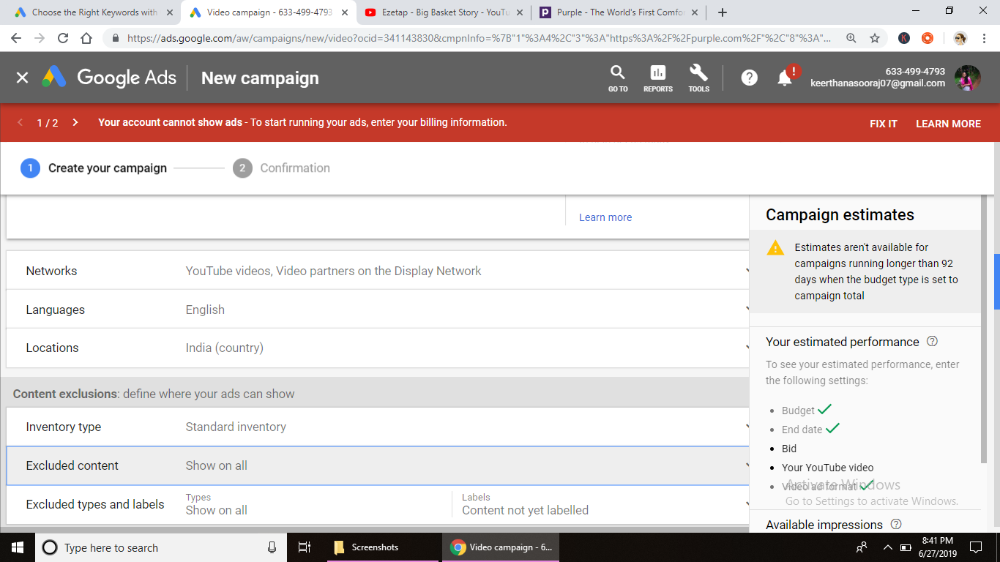 Choose the Right Keywords with
Video campaign - 633-499-4793
Ezetap - Big Basket Story - YouTu
Purple - The World's First Comfo
https://ads.google.com/aw/campaigns/new/video?ocid=341143830&cmpnInfo=%7B"1"%3A4%2C"3"%3A"https%3A%2F%2Fpurple.com%2F"%2C"8"%3A"...
Google Ads
New campaign
GO TO
REPORTS
TOOLS
633-499-4793
keerthanasooraj07@gmail.com
1 / 2
Your account cannot show ads - To start running your ads, enter your billing information.
FIX IT
LEARN MORE
1 Create your campaign
2 Confirmation
Learn more
Networks YouTube videos, Video partners on the Display Network
Languages English
Locations India (country)
Content exclusions: define where your ads can show
Inventory type Standard inventory
Excluded content Show on all
Excluded types and labels
Types
Show on all
Labels
Content not yet labelled
Campaign estimates
Estimates aren't available for
campaigns running longer than 92
days when the budget type is set to
campaign total
Your estimated performance
To see your estimated performance, enter
the following settings:
Budget
End date
Bid
Your YouTube video
Video ad format
Activate Windows
Go to Settings to activate Windows.
Available impressions
Type here to search
Screenshots
Video campaign - 6...
8:41 PM
6/27/2019